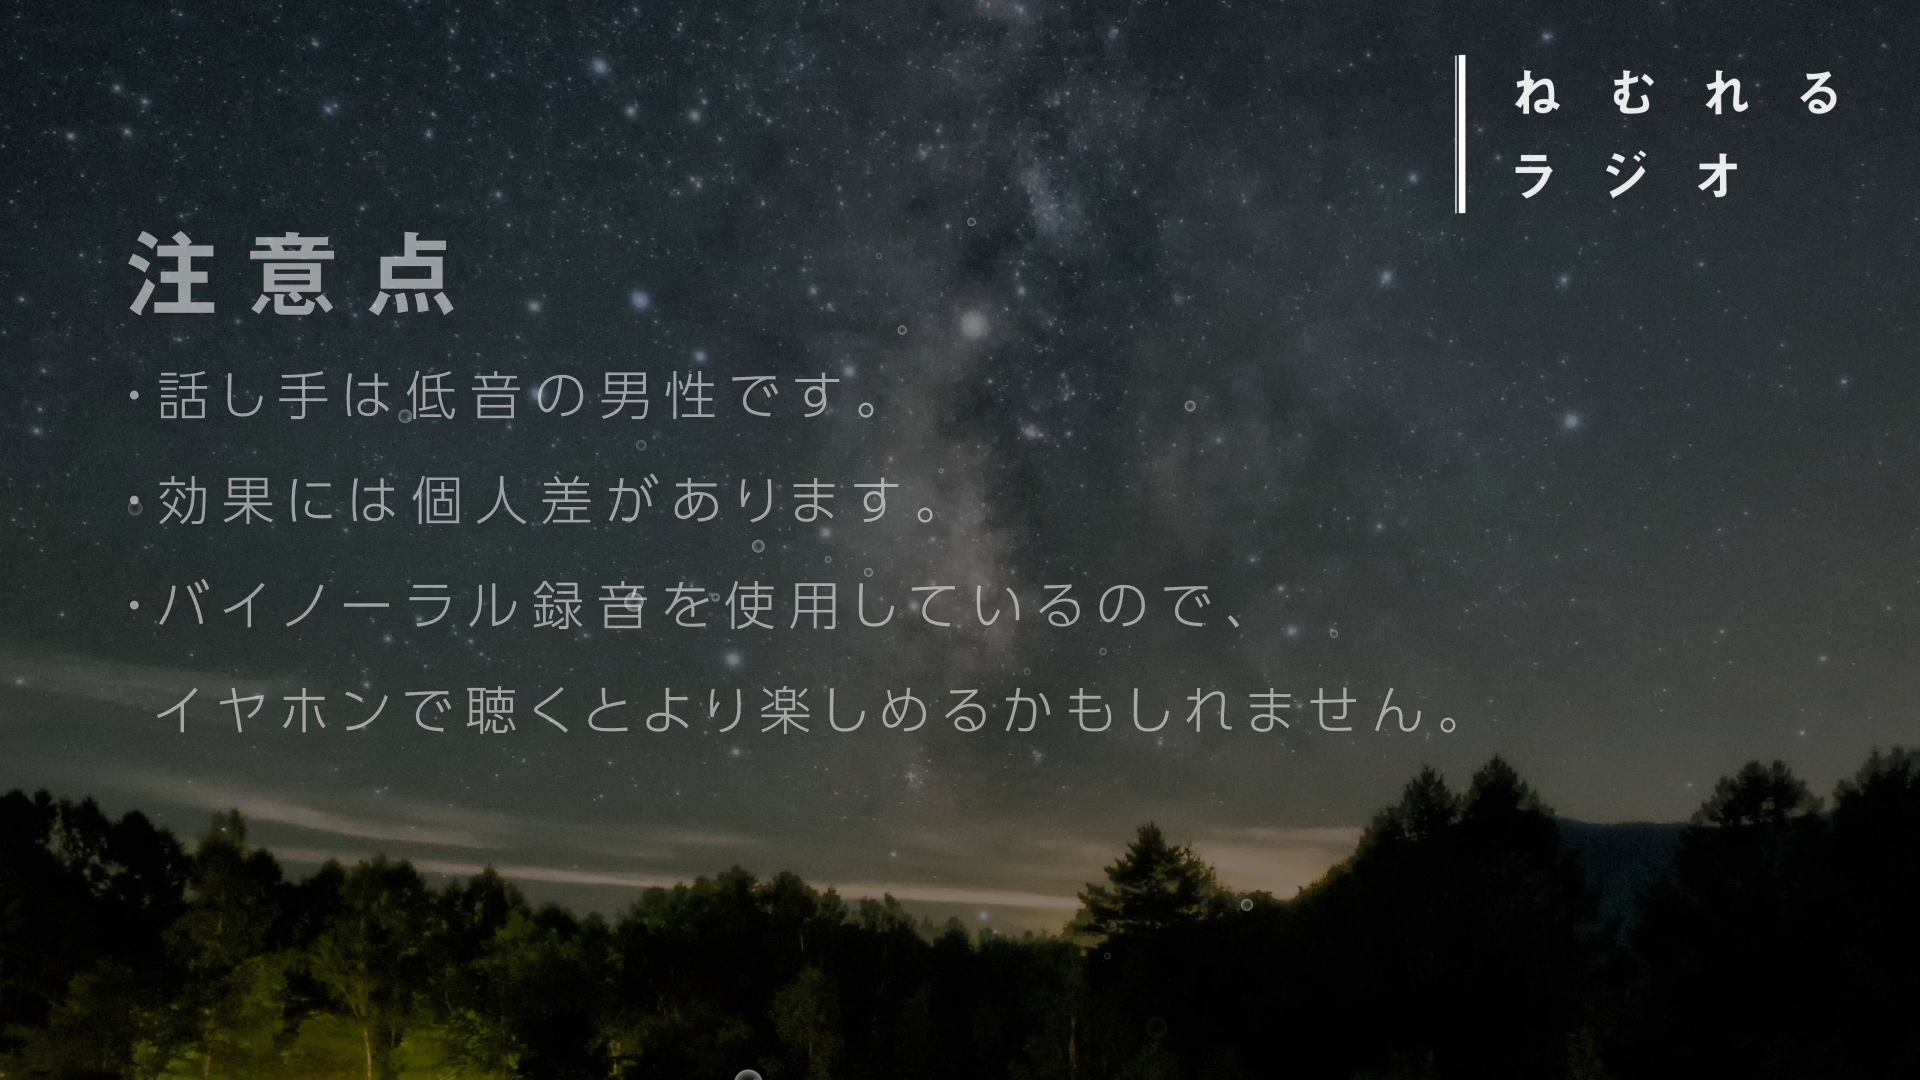 ねむれる
ラジオ
注意点
・話し手は低音の男性です。
・効果には個人差があります。
・バイノーラル録音を使用しているので、
イヤホンで聴くとより楽しめるかもしれません。